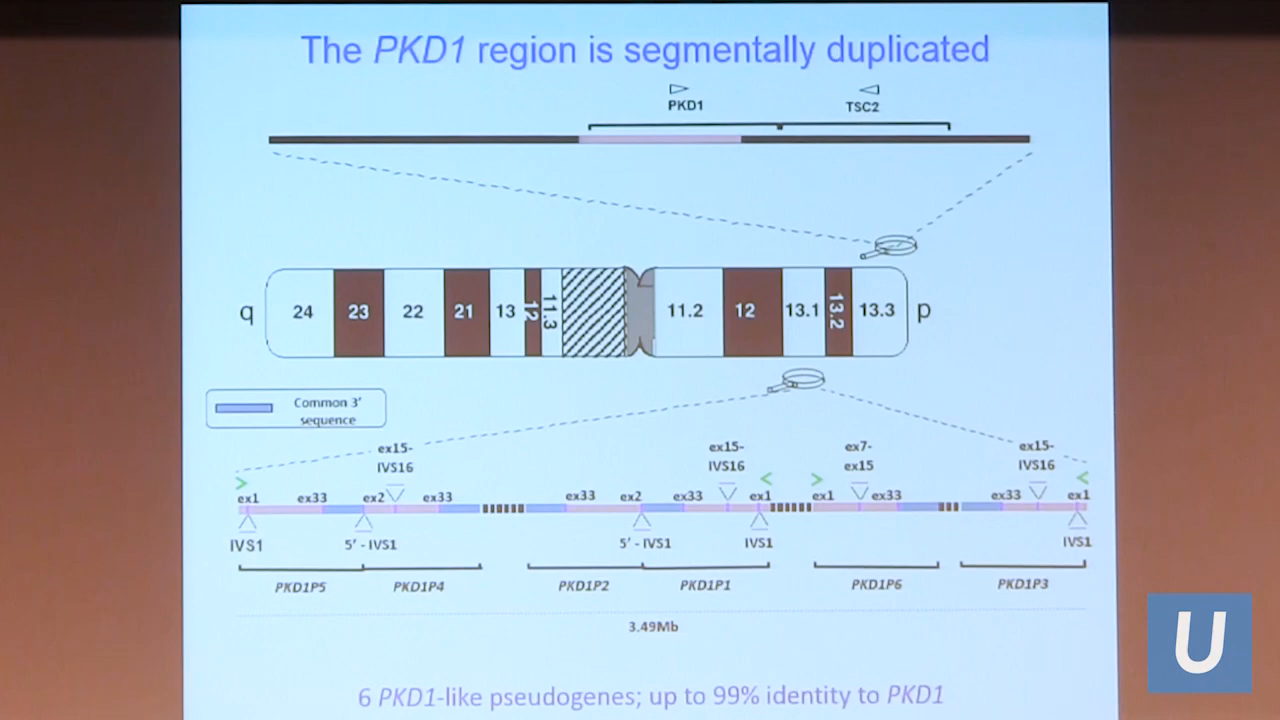 The PKD1 region is segmentally duplicated
PKD1 TSC2
q 24 23 22 21 13 12 11.3 11.2 12 13.1 13.2 13.3 p
Common 3'
sequence
ex15-
IVS16
ex15-
IVS16
ex7-
ex15
ex15-
IVS16
ex1 ex33 ex2 ex33 ex33 ex2 ex33 ex1 ex1 ex33 ex33 ex1
IVS1 5' - IVS1 5' - IVS1 IVS1 IVS1
PKD1P5 PKD1P4 PKD1P2 PKD1P1 PKD1P6 PKD1P3
3.49Mb
6 PKD1-like pseudogenes; up to 99% identity to PKD1
U